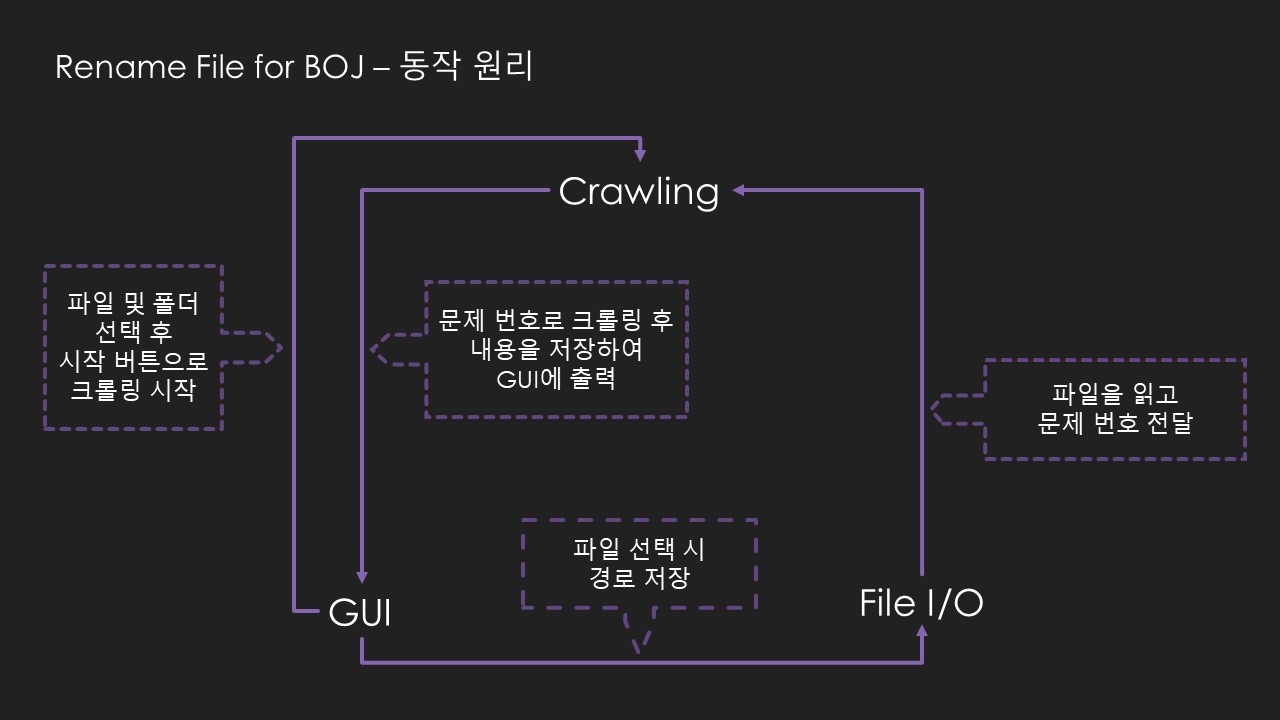 Rename File for BOJ – 동작 원리
Crawling
파일 및 폴더
선택 후
시작 버튼으로
크롤링 시작
문제 번호로 크롤링 후
내용을 저장하여
GUI에 출력
파일을 읽고
문제 번호 전달
파일 선택 시
경로 저장
GUI
File I/O